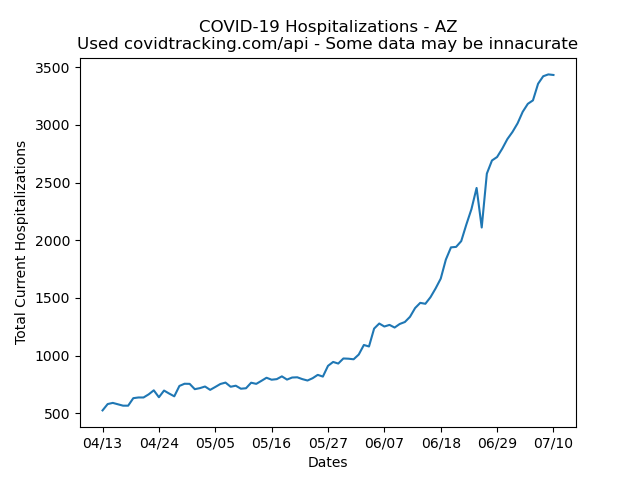 COVID-19 Hospitalizations - AZ
Used covidtracking.com/api - Some data may be innacurate
3500
3000
2500
2000
1500
1000
500
Total Current Hospitalizations
04/13 04/24 05/05 05/16 05/27 06/07 06/18 06/29 07/10
Dates